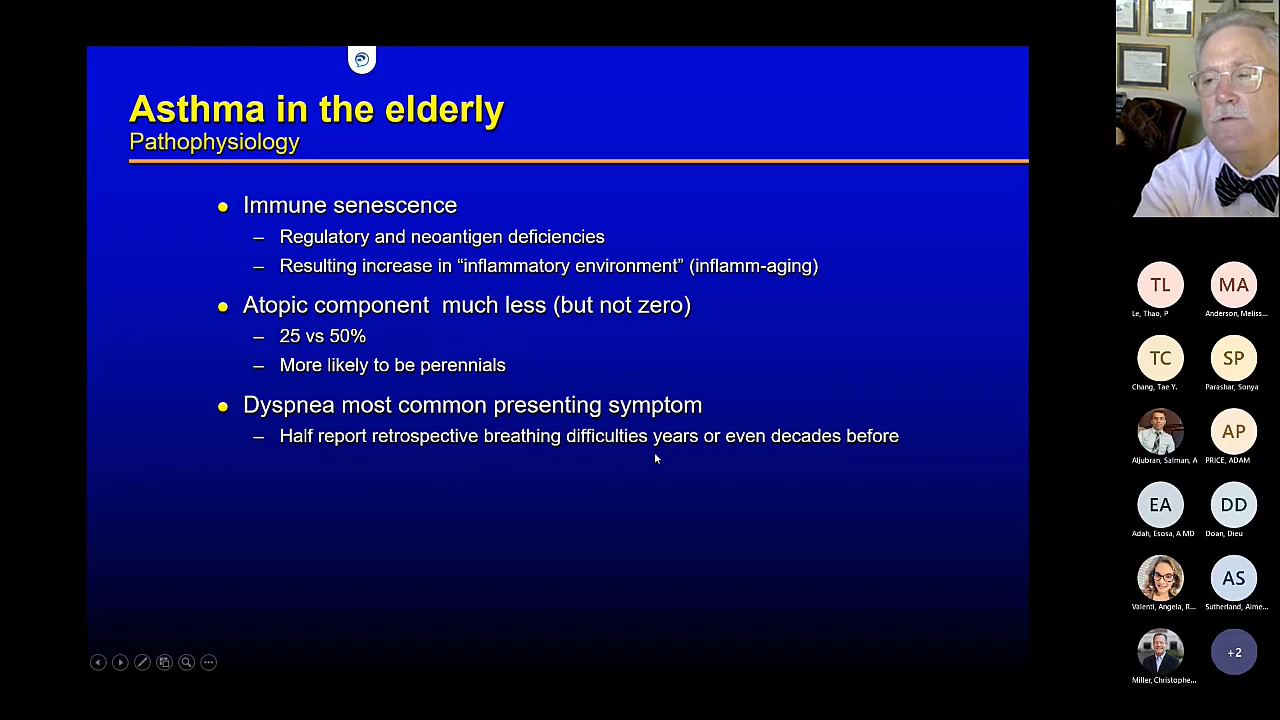 Asthma in the elderly
Pathophysiology
● Immune senescence
– Regulatory and neoantigen deficiencies
– Resulting increase in “inflammatory environment” (inflamm-aging)
● Atopic component  much less (but not zero)
– 25 vs 50%
– More likely to be perennials
● Dyspnea most common presenting symptom
– Half report retrospective breathing difficulties years or even decades before
TL
MA
Le, Thao, P
Anderson, Meliss...
TC
SP
Chang, Tae Y.
Parashar, Sonya
AP
Aljubran, Salman, A
PRICE, ADAM
EA
DD
Adah, Esosa, A MD
Doan, Dieu
AS
Valenti, Angela, R...
Sutherland, Aime...
+2
Miller, Christophe...